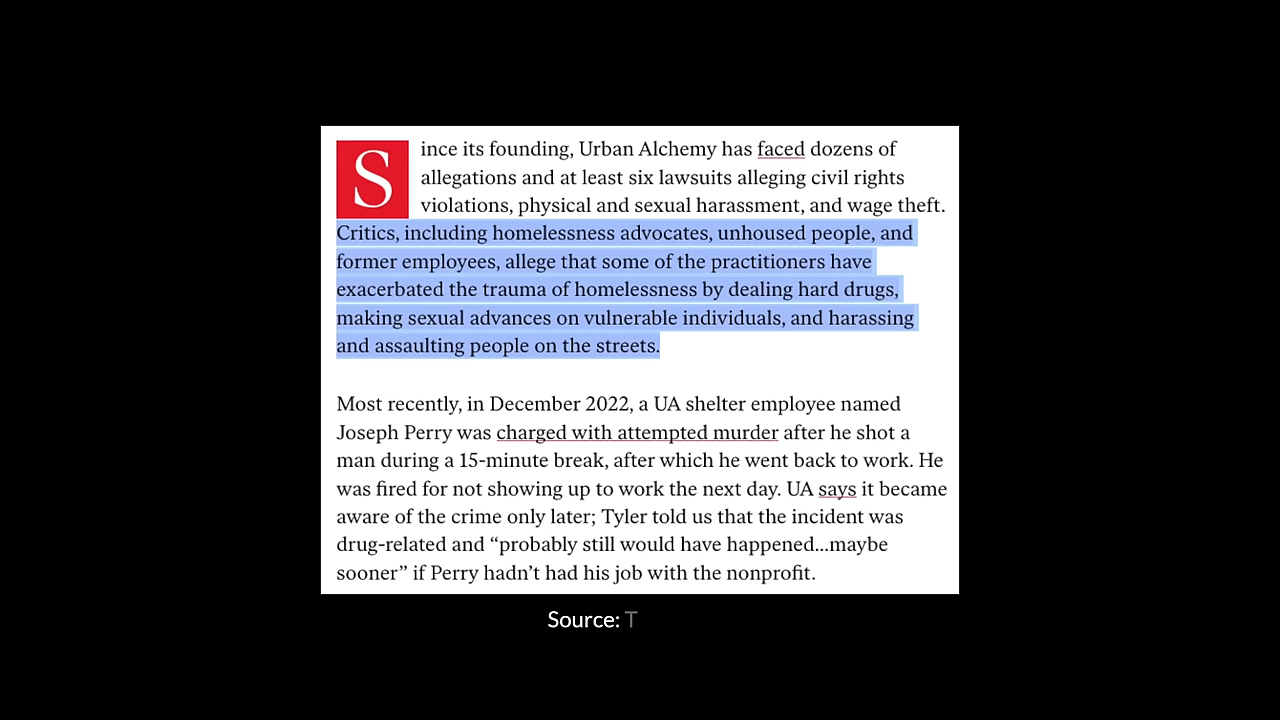 Since its founding, Urban Alchemy has faced dozens of
allegations and at least six lawsuits alleging civil rights
violations, physical and sexual harassment, and wage theft.
Critics, including homelessness advocates, unhoused people, and
former employees, allege that some of the practitioners have
exacerbated the trauma of homelessness by dealing hard drugs,
making sexual advances on vulnerable individuals, and harassing
and assaulting people on the streets.
Most recently, in December 2022, a UA shelter employee named
Joseph Perry was charged with attempted murder after he shot a
man during a 15-minute break, after which he went back to work. He
was fired for not showing up to work the next day. UA says it became
aware of the crime only later; Tyler told us that the incident was
drug-related and “probably still would have happened...maybe
sooner” if Perry hadn’t had his job with the nonprofit.
Source: T